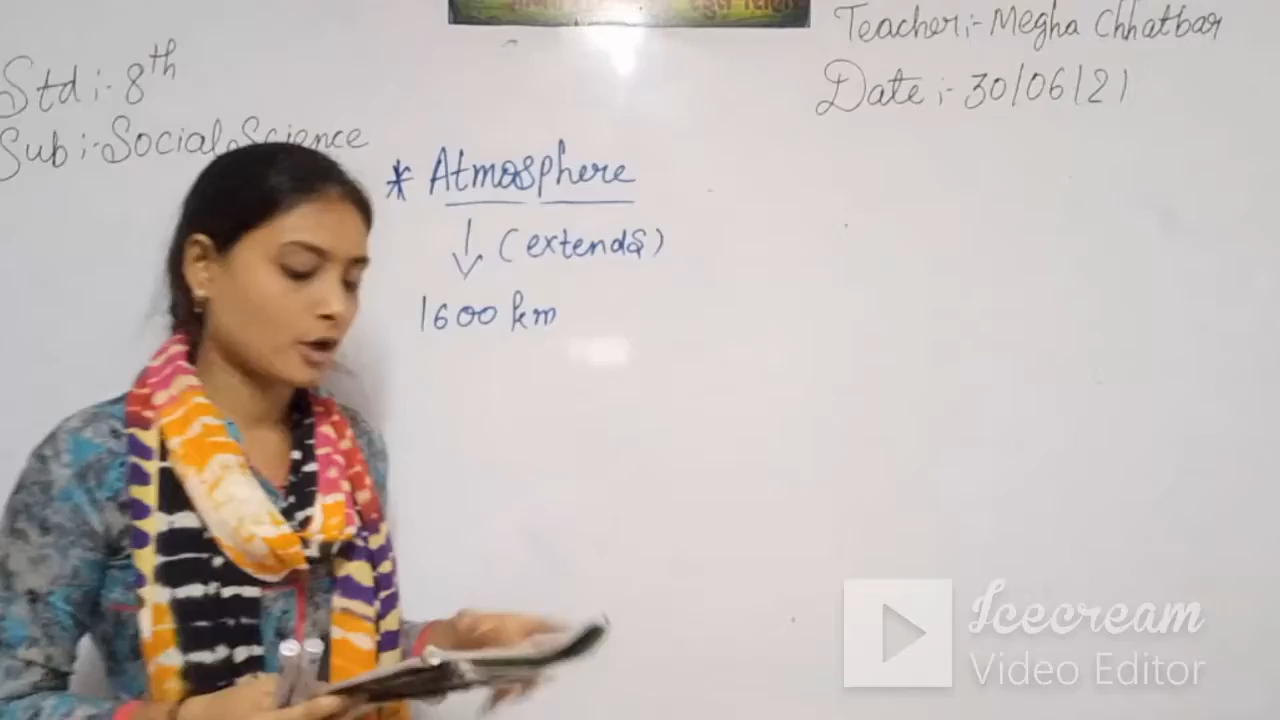 Teacher:- Megha Chhatbar
Date:- 30/06/21
Std:- 8th
Sub:- Social Science
* Atmosphere
↓ (extends)
1600 km
Icecream
Video Editor